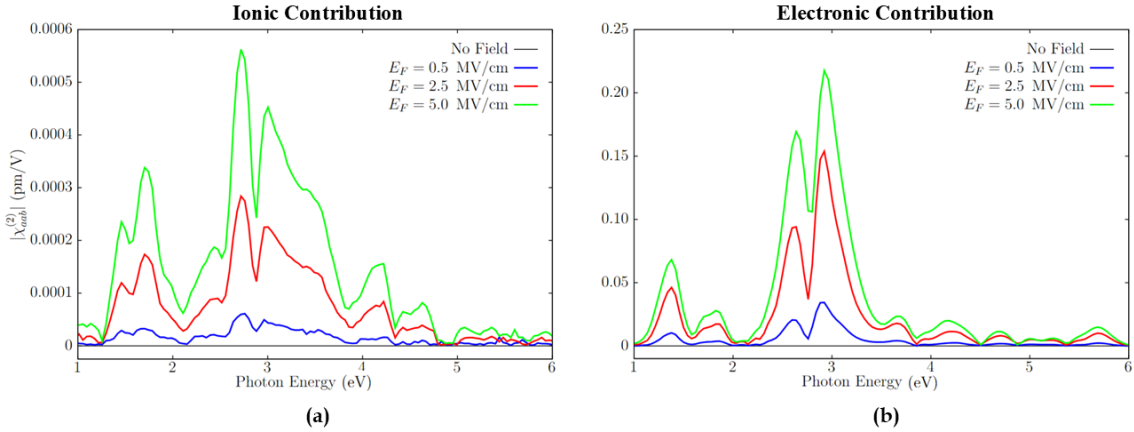 Ionic Contribution
0.0006
0.0005
0.0004
0.0003
0.0002
0.0001
0
|χ^{(2)}_{aab}| (pm/V)
No Field
E_F = 0.5 MV/cm
E_F = 2.5 MV/cm
E_F = 5.0 MV/cm
1 2 3 4 5 6
Photon Energy (eV)
(a)
Electronic Contribution
0.25
0.20
0.15
0.10
0.05
0
No Field
E_F = 0.5 MV/cm
E_F = 2.5 MV/cm
E_F = 5.0 MV/cm
1 2 3 4 5 6
Photon Energy (eV)
(b)